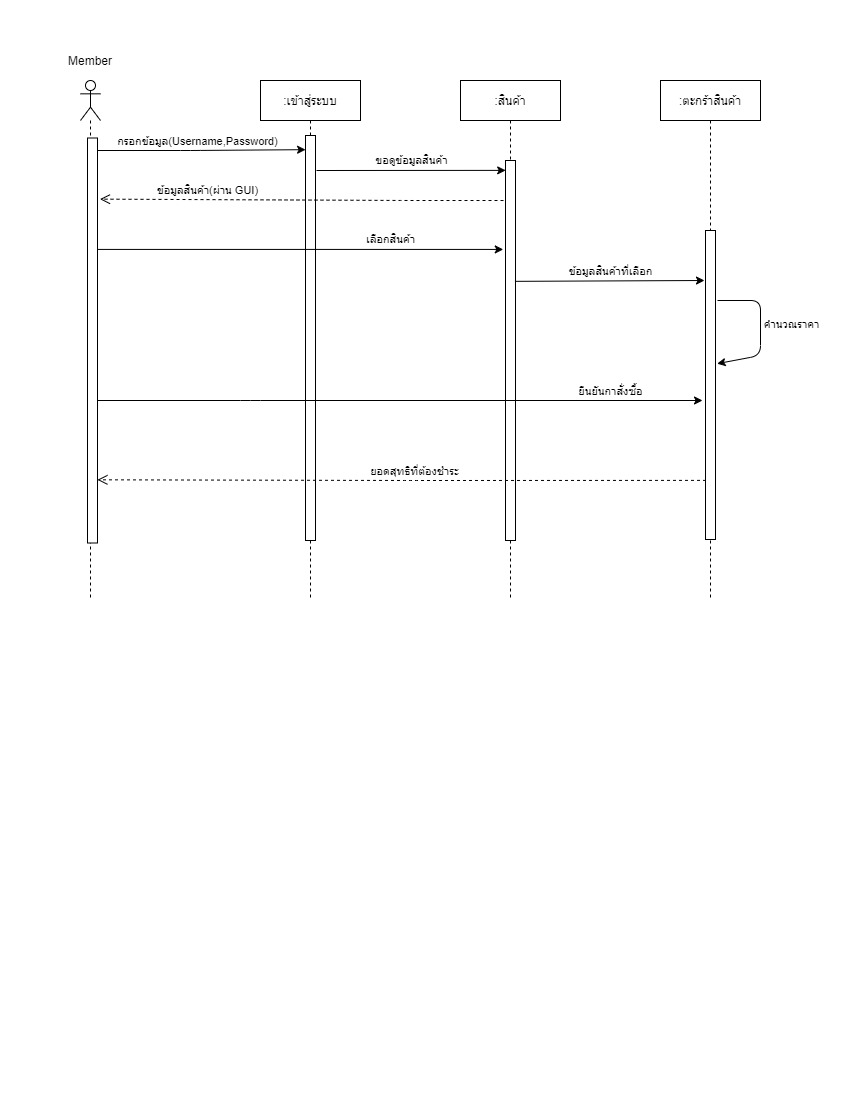 Member
:เข้าสู่ระบบ
:สินค้า
:ตะกร้าสินค้า
กรอกข้อมูล(Username,Password)
ขอดูข้อมูลสินค้า
ข้อมูลสินค้า(ผ่าน GUI)
เลือกสินค้า
ข้อมูลสินค้าที่เลือก
คำนวณราคา
ยินยันกาสั่งซื้อ
ยอดสุทธิที่ต้องชำระ